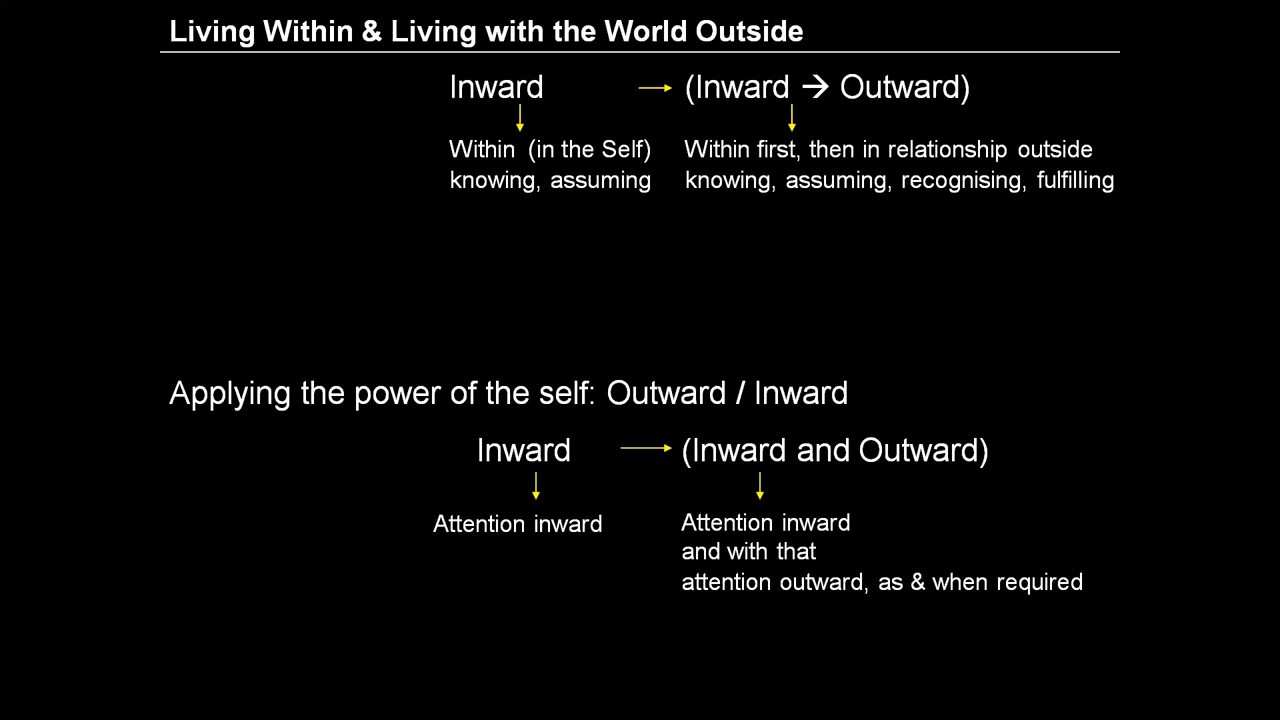 Living Within & Living with the World Outside
Inward → (Inward → Outward)
Within (in the Self) Within first, then in relationship outside
knowing, assuming knowing, assuming, recognising, fulfilling
Applying the power of the self: Outward / Inward
Inward → (Inward and Outward)
Attention inward Attention inward
and with that
attention outward, as & when required